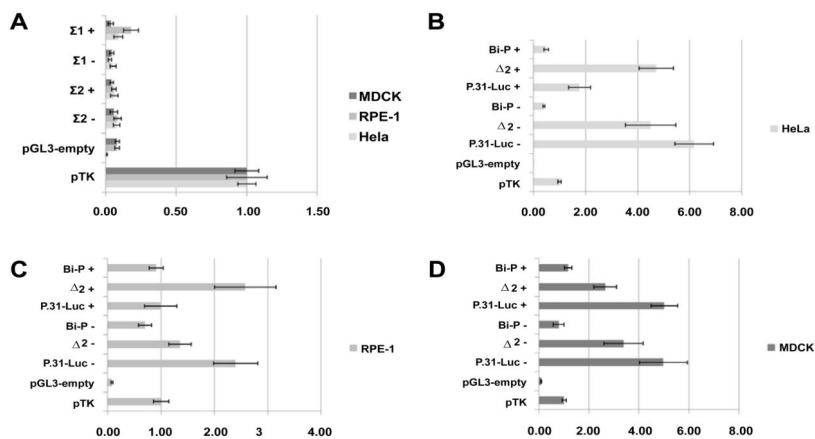 A
Σ1 +
Σ1 -
Σ2 +
Σ2 -
pGL3-empty
pTK
0.00 0.50 1.00 1.50
MDCK
RPE-1
Hela
B
Bi-P +
Δ2 +
P.31-Luc +
Bi-P -
Δ2 -
P.31-Luc -
pGL3-empty
pTK
0.00 2.00 4.00 6.00 8.00
HeLa
C
Bi-P +
Δ2 +
P.31-Luc +
Bi-P -
Δ2 -
P.31-Luc -
pGL3-empty
pTK
0.00 1.00 2.00 3 4.00
RPE-1
D
Bi-P +
Δ2 +
P.31-Luc +
Bi-P -
Δ2 -
P.31-Luc -
pGL3-empty
pTK
0.00 2.00 4.00 6.00 8.00
MDCK